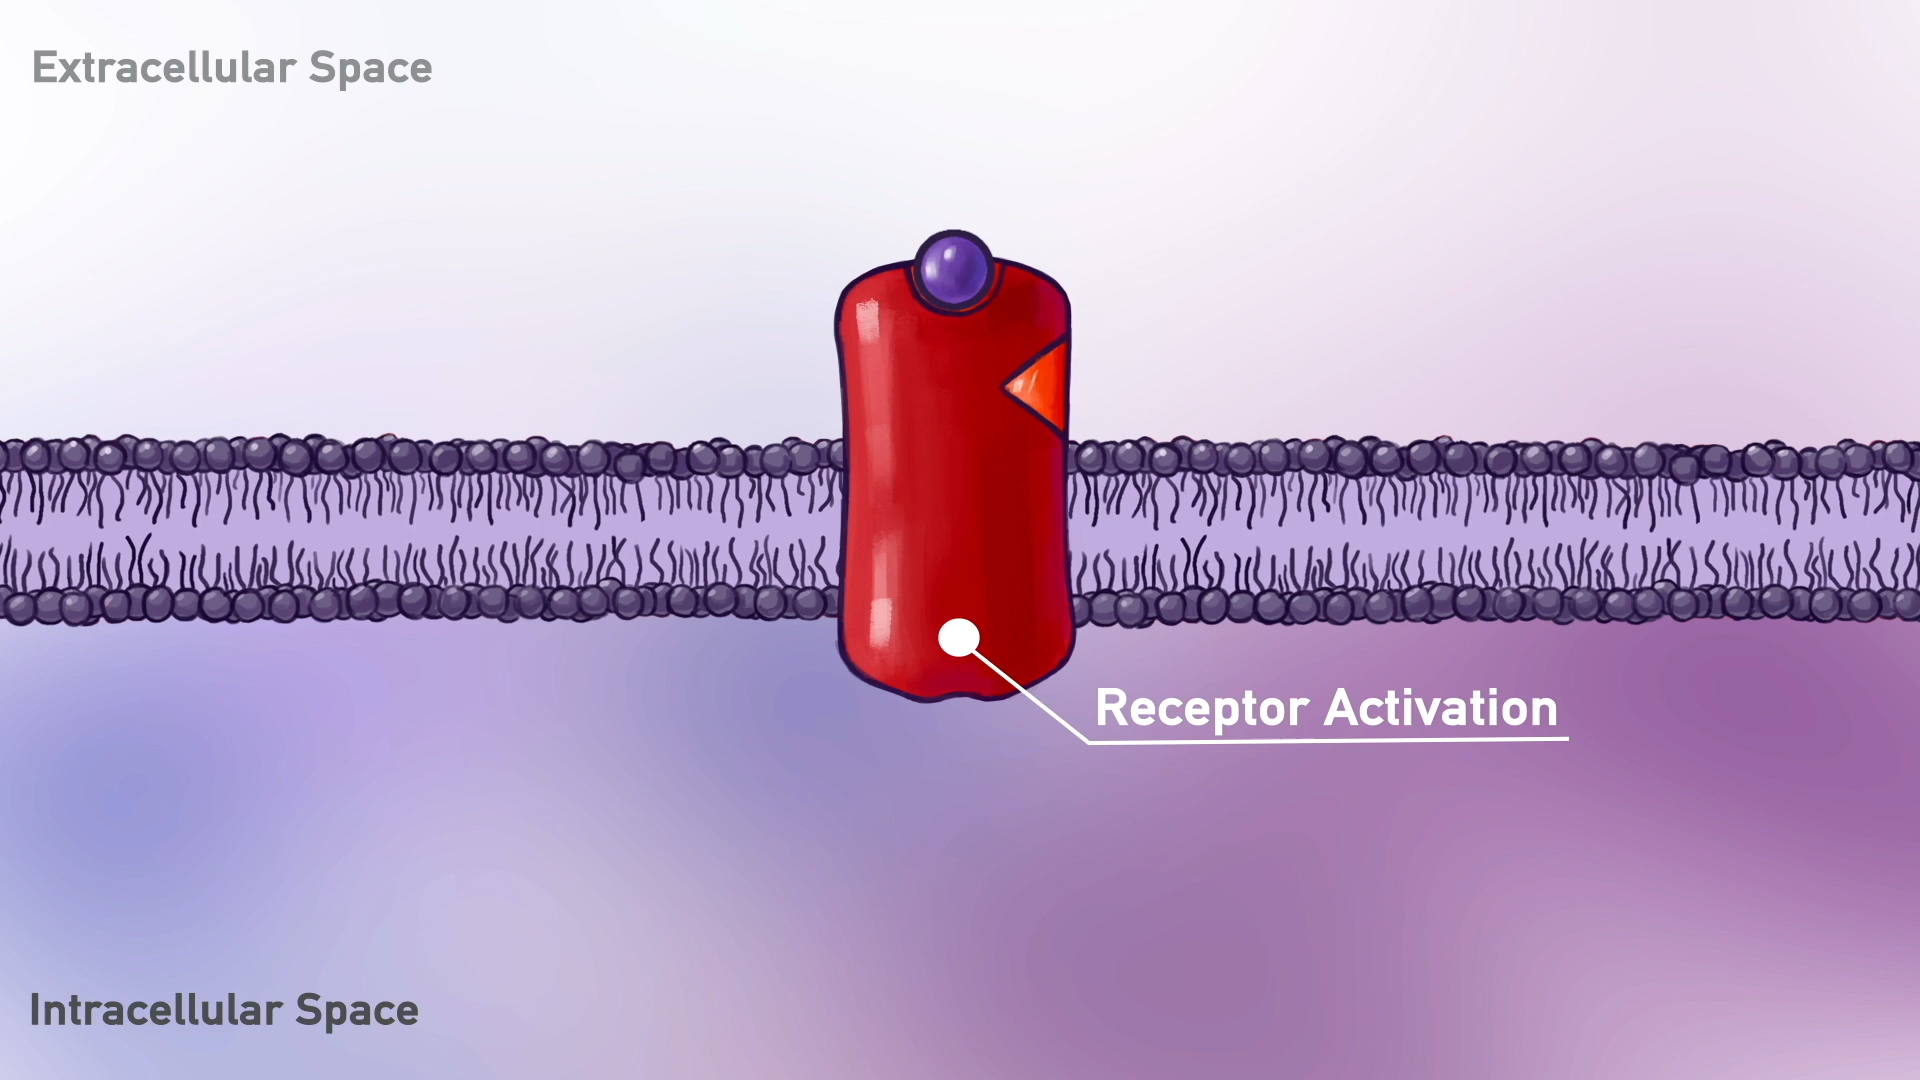 Extracellular Space
Receptor Activation
Intracellular Space